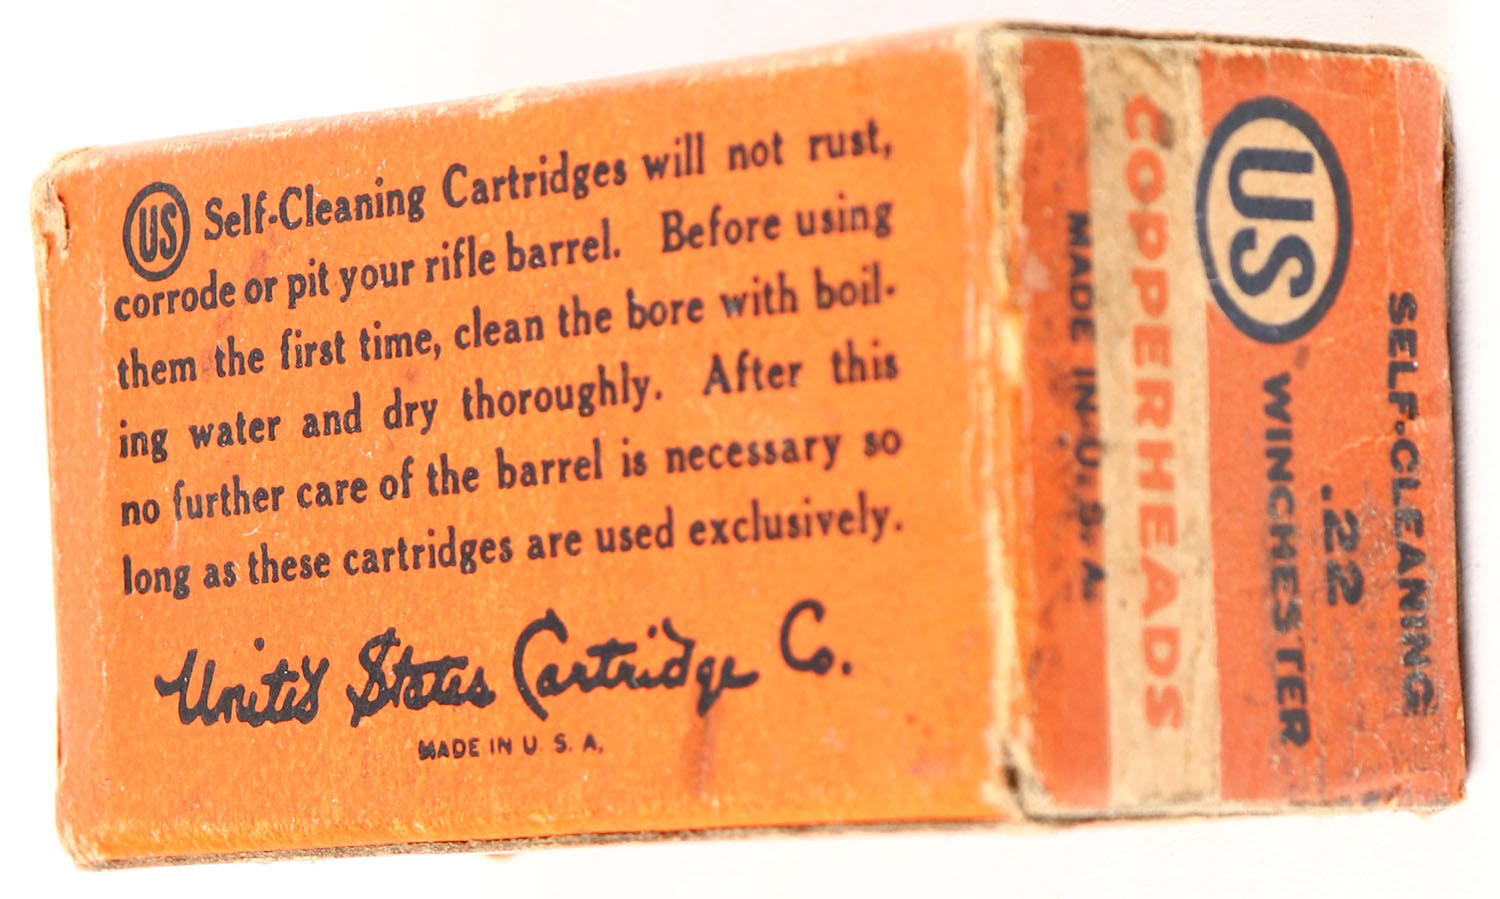 US Self-Cleaning Cartridges will not rust,
corrode or pit your rifle barrel. Before using
them the first time, clean the bore with boil-
ing water and dry thoroughly. After this
no further care of the barrel is necessary so
long as these cartridges are used exclusively.
United States Cartridge Co.
MADE IN U. S. A.
SELF-CLEANING
.22
WINCHESTER
US
COPPERHEADS
MADE IN U.S.A.